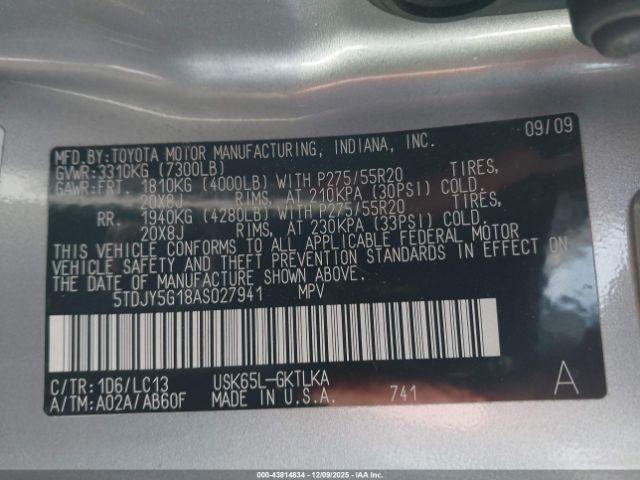 MFD.BY: TOYOTA MOTOR MANUFACTURING, INDIANA, INC. 09/09
GVWR:3310KG (7300LB)
GAWR:FRT. 1810KG (4000LB) WITH P275/55R20 TIRES,
20X8J RIMS, AT 210KPA (30PSI) COLD.
RR. 1940KG (4280LB) WITH P275/55R20 TIRES,
20X8J RIMS, AT 230KPA (33PSI) COLD.
THIS VEHICLE CONFORMS TO ALL APPLICABLE FEDERAL MOTOR
VEHICLE SAFETY AND THEFT PREVENTION STANDARDS IN EFFECT ON
THE DATE OF MANUFACTURE SHOWN ABOVE.
5TDJY5G18AS027941 MPV
C/TR: 1D6/LC13 USK65L-GKTLKA
A/TM: A02A/AB60F MADE IN U.S.A. 741 A
IAAI: 43814834 - 12/09/2025 - IAA Inc.